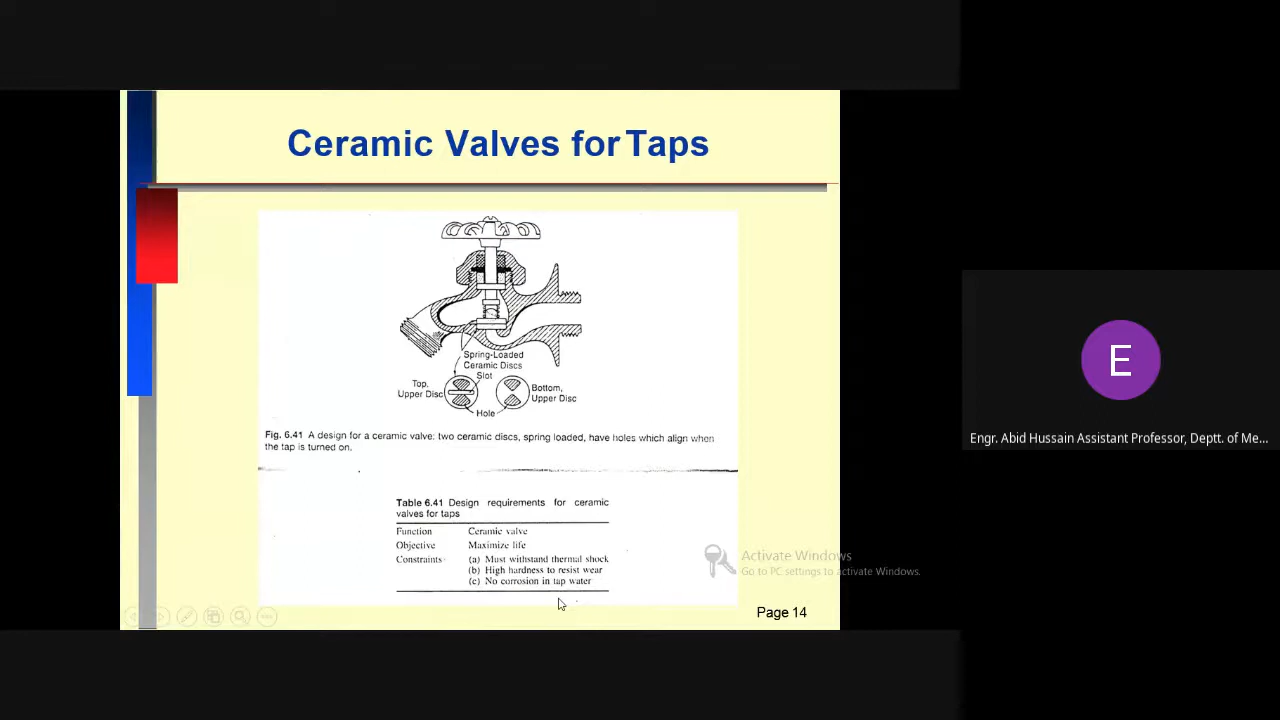 Ceramic Valves for Taps
Spring-Loaded
Ceramic Discs
Slot
Top,
Upper Disc
Bottom,
Upper Disc
Hole
Fig. 6.41 A design for a ceramic valve: two ceramic discs, spring loaded, have holes which align when
the tap is turned on.
Table 6.41 Design requirements for ceramic
valves for taps
Function Ceramic valve
Objective Maximize life
Constraints (a) Must withstand thermal shock
(b) High hardness to resist wear
(c) No corrosion in tap water
Activate Windows
Go to PC settings to activate Windows.
Page 14
E
Engr. Abid Hussain Assistant Professor, Deptt. of Me...